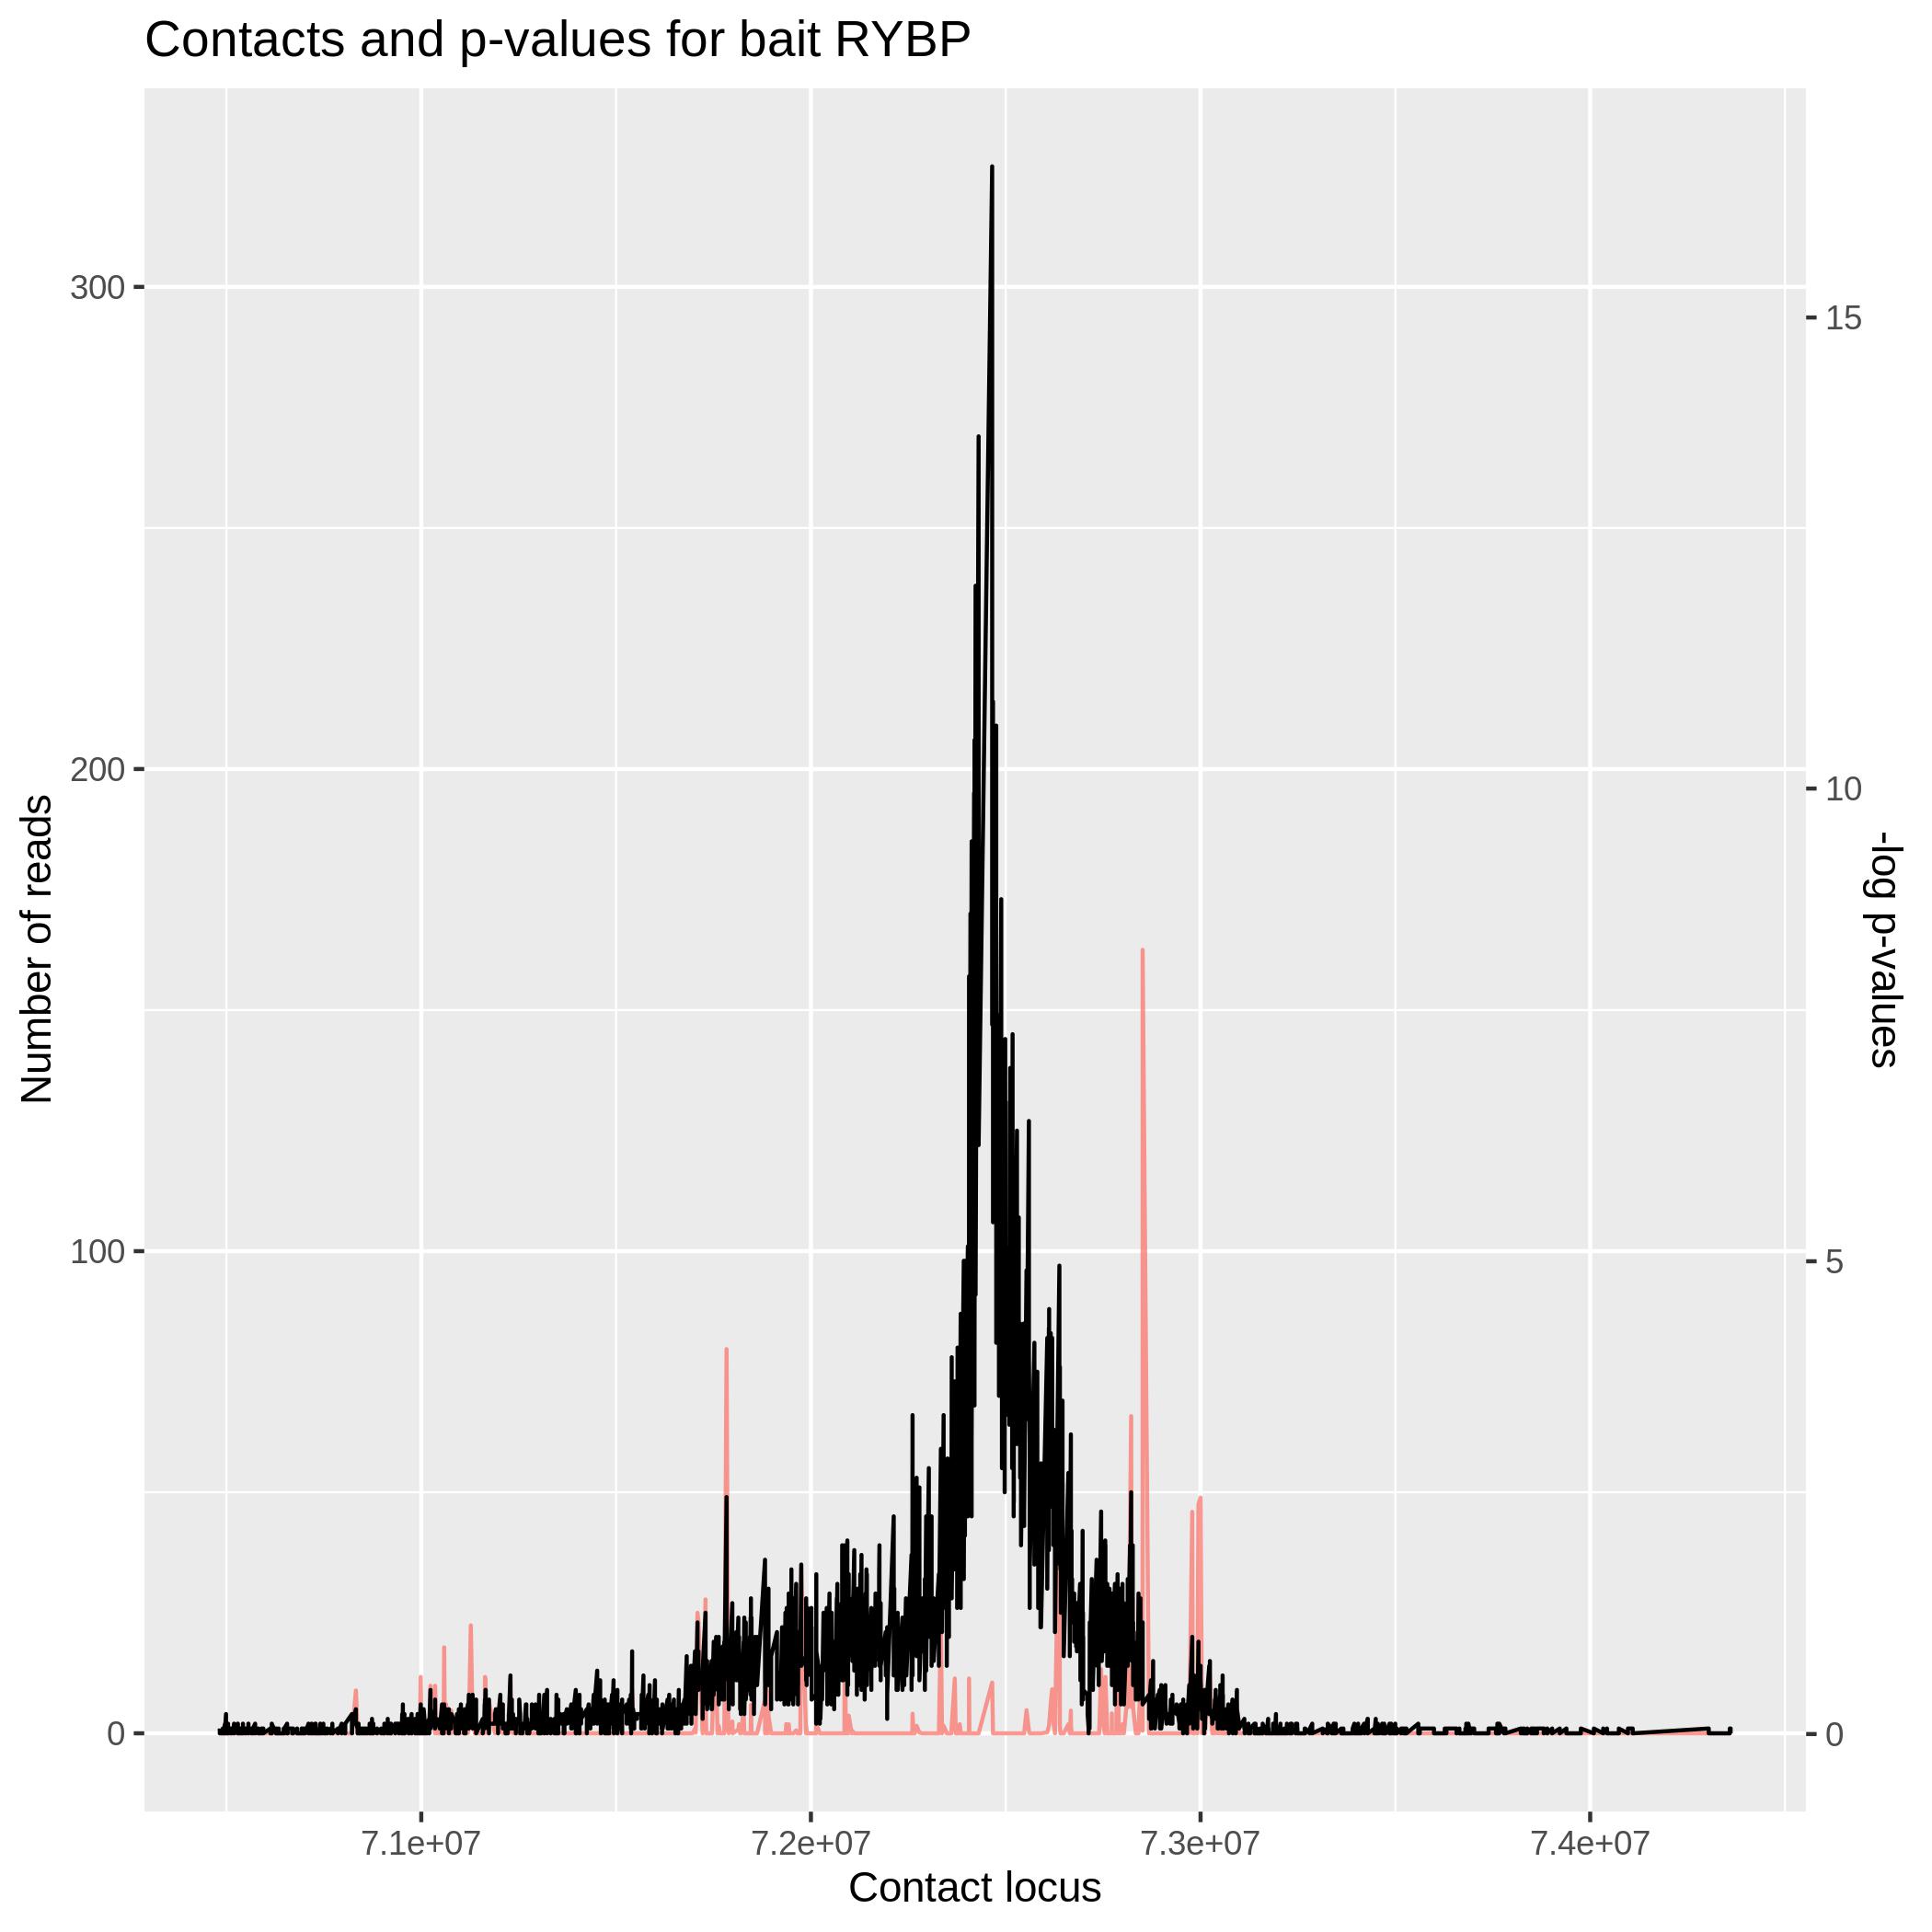 Contacts and p-values for bait RYBP
Number of reads
300
200
100
0
15
10
5
0
-log p-values
7.1e+07 7.2e+07 7.3e+07 7.4e+07
Contact locus